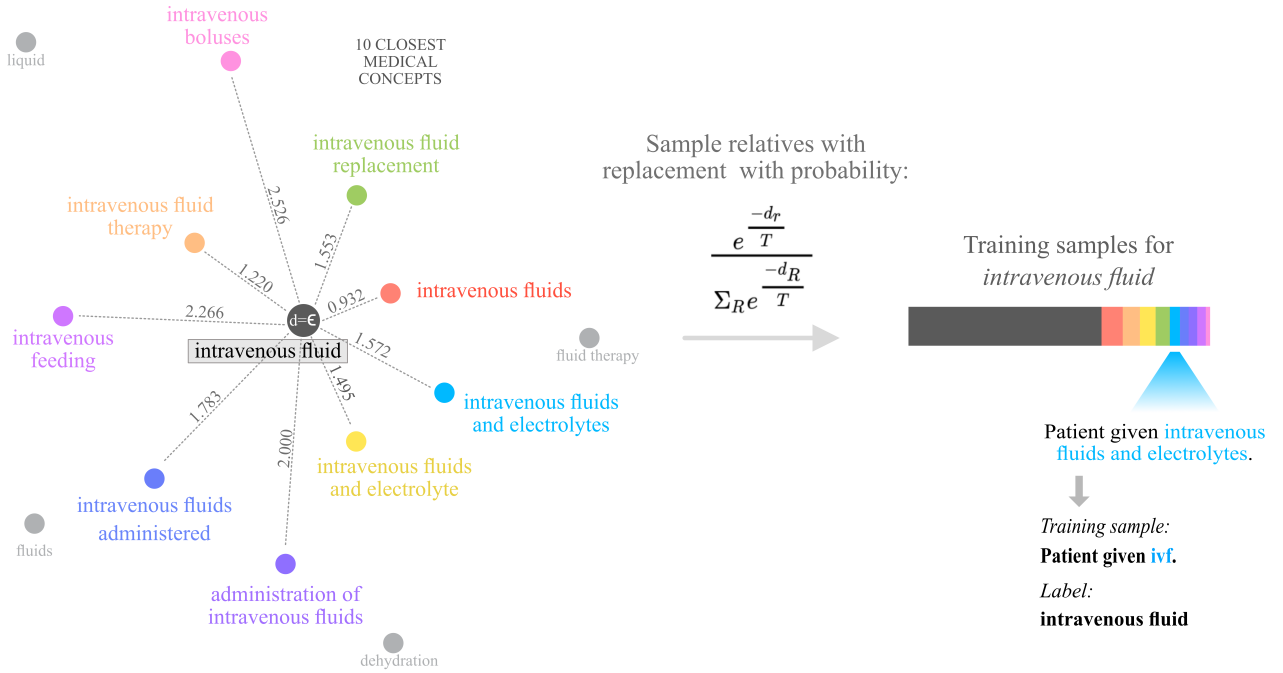 intravenous
boluses
liquid
10 CLOSEST
MEDICAL
CONCEPTS
intravenous fluid
replacement
intravenous fluid
therapy
2.526
1.553
1.220
0.932
intravenous fluids
2.266
d=ϵ
intravenous
feeding
intravenous fluid
1.572
fluid therapy
1.495
1.783
2.000
intravenous fluids
and electrolytes
intravenous fluids
and electrolyte
intravenous fluids
administered
fluids
administration of
intravenous fluids
dehydration
Sample relatives with
replacement with probability:
e^{\frac{-d_r}{T}}
Σ_R e^{\frac{-d_R}{T}}
Training samples for
intravenous fluid
Patient given intravenous
fluids and electrolytes.
Training sample:
Patient given ivf.
Label:
intravenous fluid